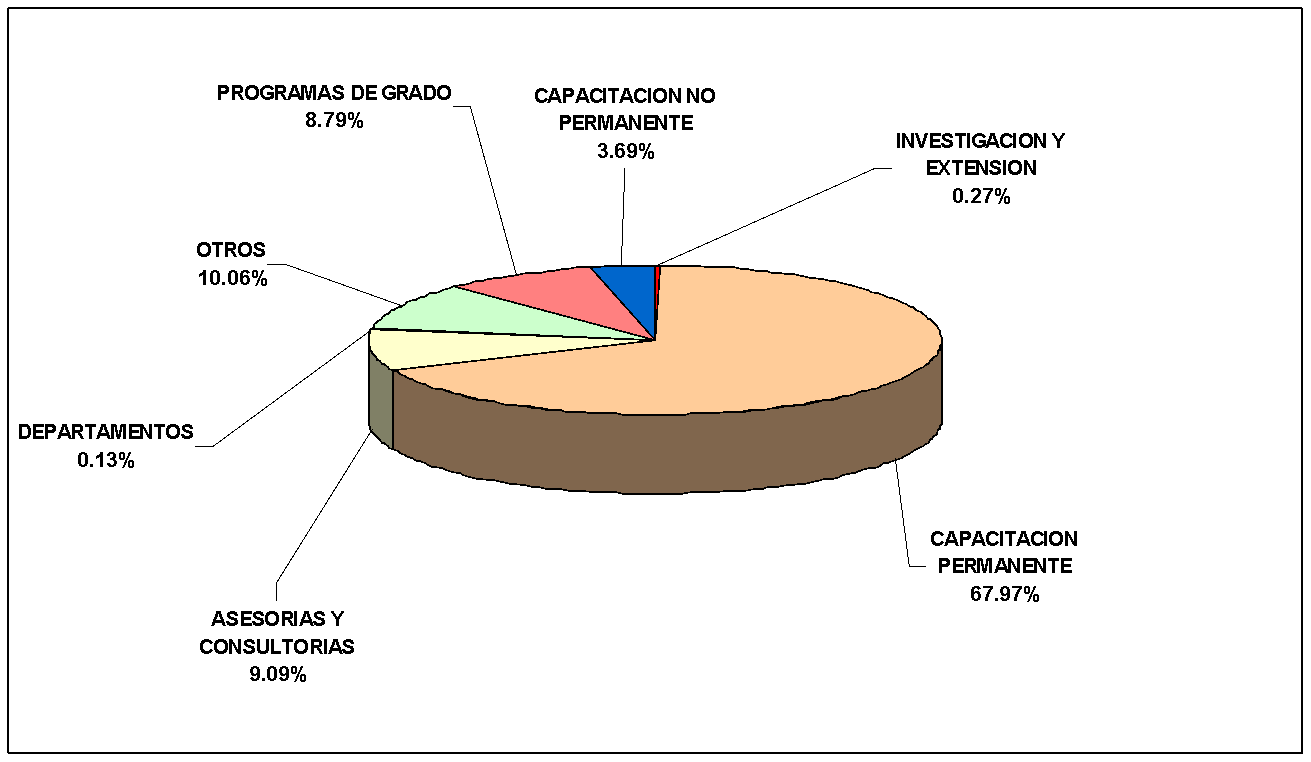 PROGRAMAS DE GRADO
8.79%
CAPACITACION NO
PERMANENTE
3.69%
INVESTIGACION Y
EXTENSION
0.27%
OTROS
10.06%
DEPARTAMENTOS
0.13%
CAPACITACION
PERMANENTE
67.97%
ASESORIAS Y
CONSULTORIAS
9.09%